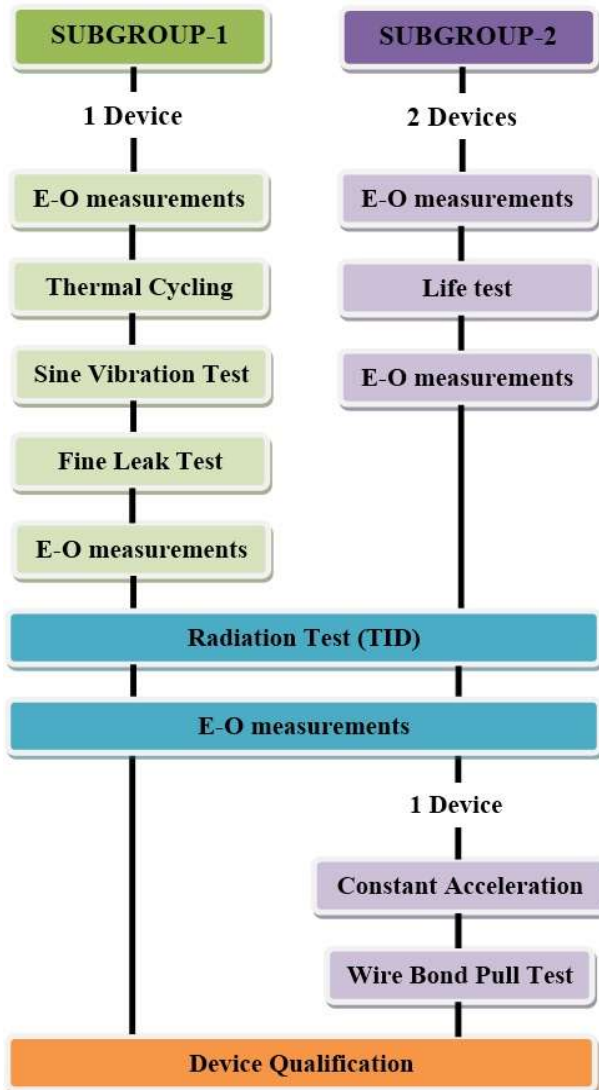 SUBGROUP-1
1 Device
E-O measurements
Thermal Cycling
Sine Vibration Test
Fine Leak Test
E-O measurements
SUBGROUP-2
2 Devices
E-O measurements
Life test
E-O measurements
Radiation Test (TID)
E-O measurements
1 Device
Constant Acceleration
Wire Bond Pull Test
Device Qualification